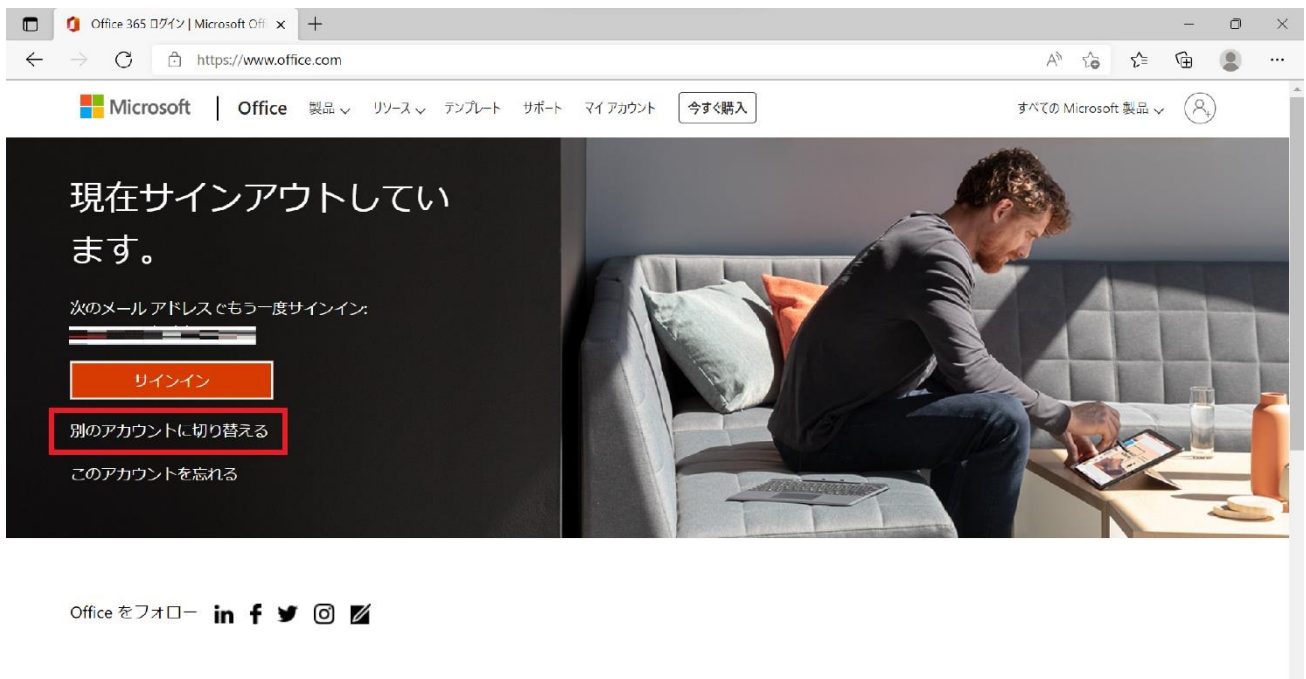 Office 365 ログイン | Microsoft Off
https://www.office.com
Microsoft | Office 製品 リソース テンプレート サポート マイ アカウント 今すぐ購入 すべての Microsoft 製品
現在サインアウトしてい
ます。
次のメール アドレスでもう一度サインイン:
サインイン
別のアカウントに切り替える
このアカウントを忘れる
Office をフォロー